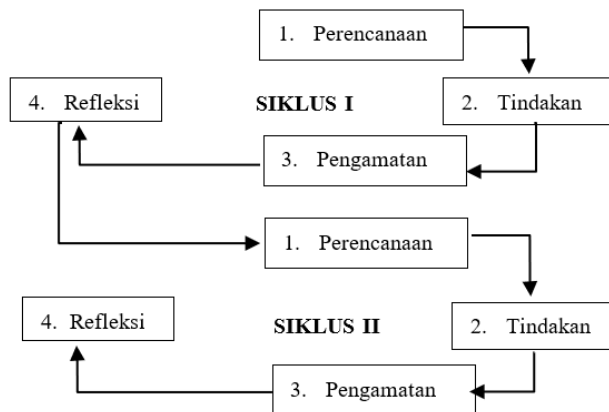 1. Perencanaan
4. Refleksi
SIKLUS I
2. Tindakan
3. Pengamatan
1. Perencanaan
4. Refleksi
SIKLUS II
2. Tindakan
3. Pengamatan